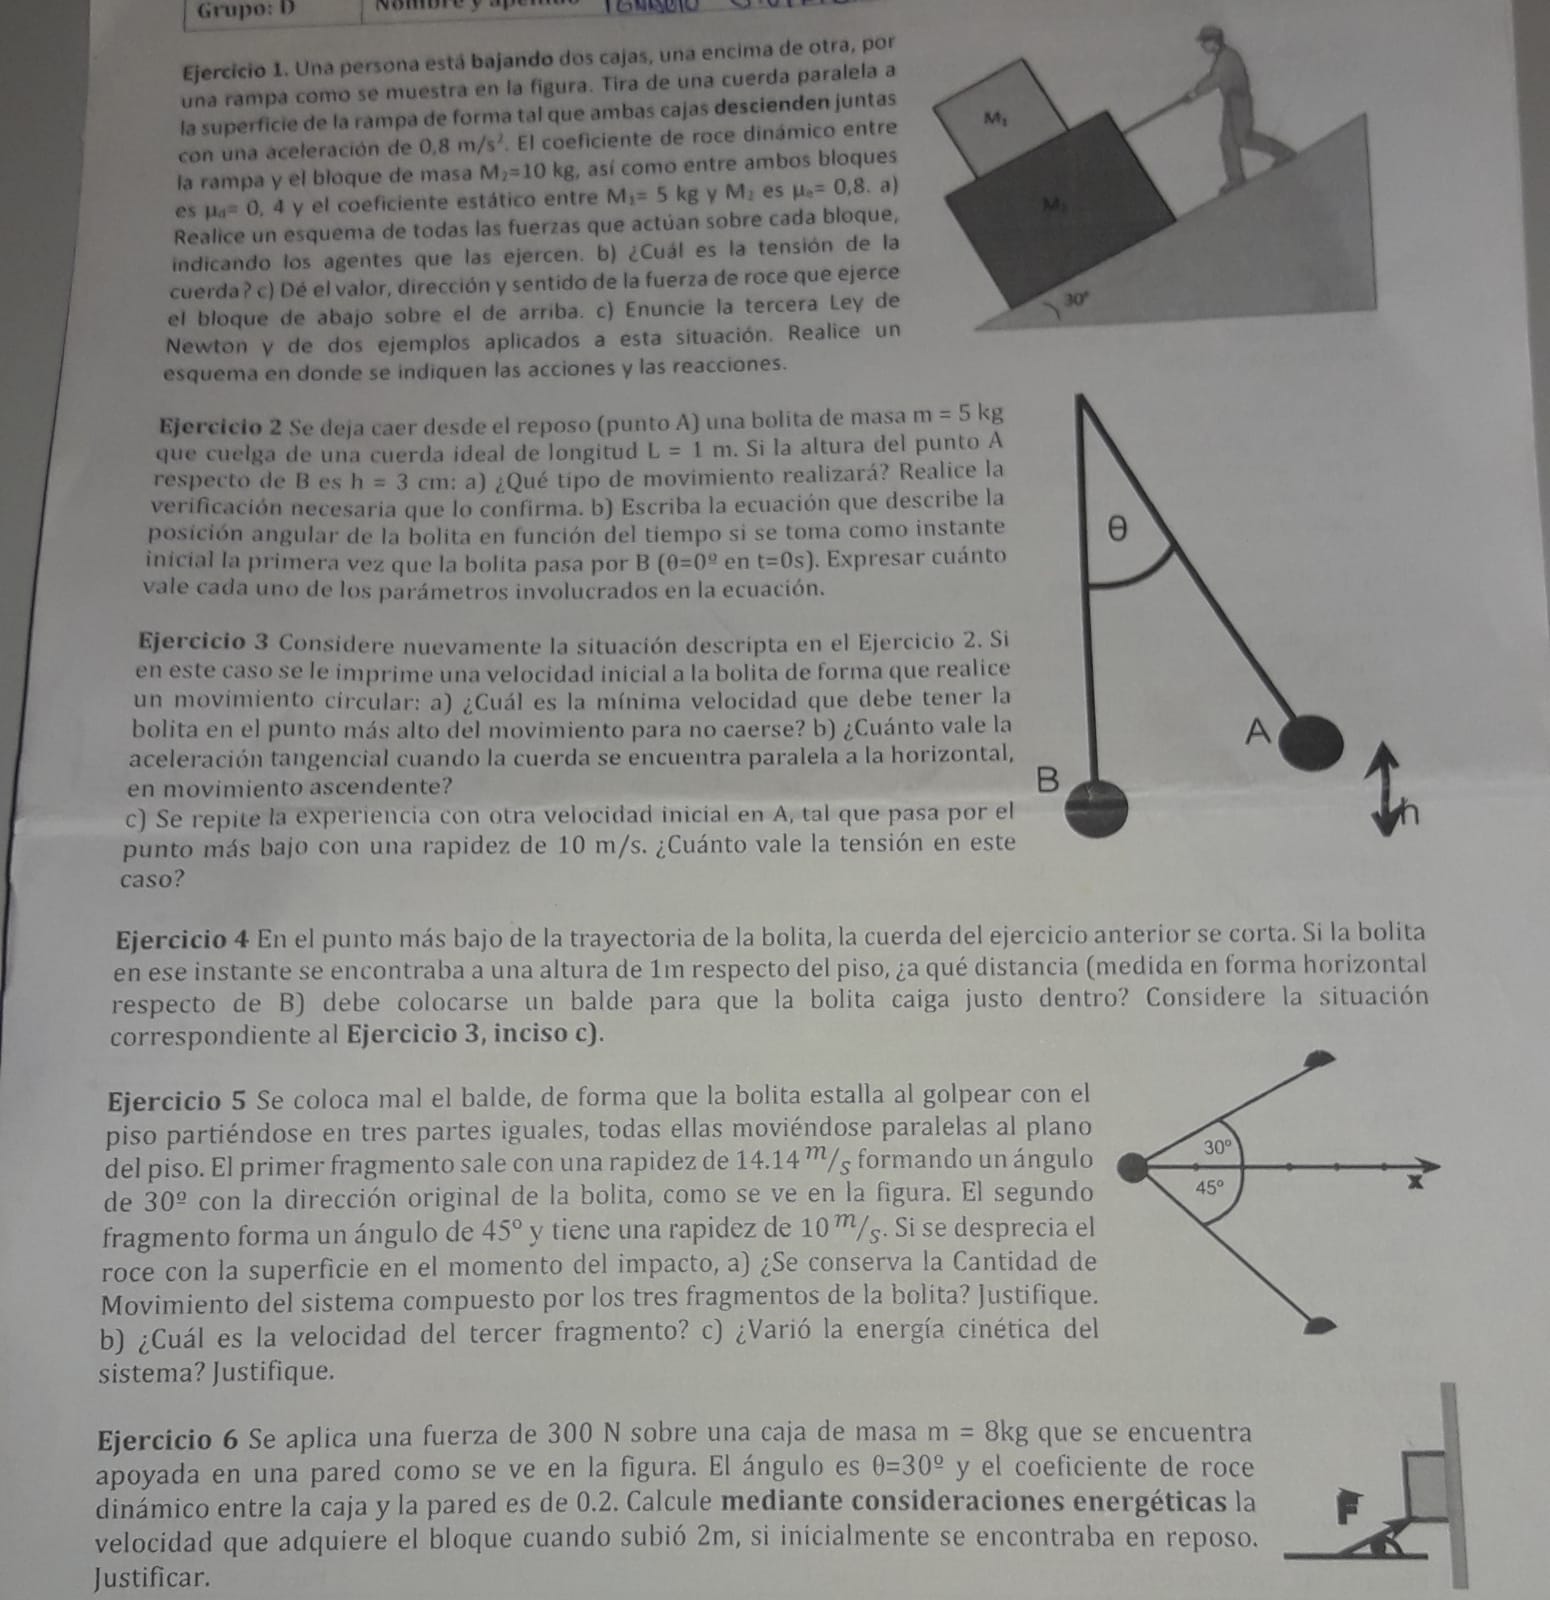 Grupo: D
Nombre y
Ejercicio 1. Una persona está bajando dos cajas, una encima de otra, por
una rampa como se muestra en la figura. Tira de una cuerda paralela a
la superficie de la rampa de forma tal que ambas cajas descienden juntas
con una aceleración de 0,8 m/s². El coeficiente de roce dinámico entre
la rampa y el bloque de masa M₂=10 kg, así como entre ambos bloques
es μd= 0, 4 y el coeficiente estático entre M₁= 5 kg y M₂ es μe= 0,8. a)
Realice un esquema de todas las fuerzas que actúan sobre cada bloque,
indicando los agentes que las ejercen. b) ¿Cuál es la tensión de la
cuerda? c) Dé el valor, dirección y sentido de la fuerza de roce que ejerce
el bloque de abajo sobre el de arriba. c) Enuncie la tercera Ley de
Newton y de dos ejemplos aplicados a esta situación. Realice un
esquema en donde se indiquen las acciones y las reacciones.
M₁
M₂
30°
Ejercicio 2 Se deja caer desde el reposo (punto A) una bolita de masa m = 5 kg
que cuelga de una cuerda ideal de longitud L = 1 m. Si la altura del punto A
respecto de B es h = 3 cm: a) ¿Qué tipo de movimiento realizará? Realice la
verificación necesaria que lo confirma. b) Escriba la ecuación que describe la
posición angular de la bolita en función del tiempo si se toma como instante
inicial la primera vez que la bolita pasa por B (θ=0º en t=0s). Expresar cuánto
vale cada uno de los parámetros involucrados en la ecuación.
θ
A
B
h
Ejercicio 3 Considere nuevamente la situación descripta en el Ejercicio 2. Si
en este caso se le imprime una velocidad inicial a la bolita de forma que realice
un movimiento circular: a) ¿Cuál es la mínima velocidad que debe tener la
bolita en el punto más alto del movimiento para no caerse? b) ¿Cuánto vale la
aceleración tangencial cuando la cuerda se encuentra paralela a la horizontal,
en movimiento ascendente?
c) Se repite la experiencia con otra velocidad inicial en A, tal que pasa por el
punto más bajo con una rapidez de 10 m/s. ¿Cuánto vale la tensión en este
caso?
Ejercicio 4 En el punto más bajo de la trayectoria de la bolita, la cuerda del ejercicio anterior se corta. Si la bolita
en ese instante se encontraba a una altura de 1m respecto del piso, ¿a qué distancia (medida en forma horizontal
respecto de B) debe colocarse un balde para que la bolita caiga justo dentro? Considere la situación
correspondiente al Ejercicio 3, inciso c).
Ejercicio 5 Se coloca mal el balde, de forma que la bolita estalla al golpear con el
piso partiéndose en tres partes iguales, todas ellas moviéndose paralelas al plano
del piso. El primer fragmento sale con una rapidez de 14.14 m/s formando un ángulo
de 30º con la dirección original de la bolita, como se ve en la figura. El segundo
fragmento forma un ángulo de 45° y tiene una rapidez de 10 m/s. Si se desprecia el
roce con la superficie en el momento del impacto, a) ¿Se conserva la Cantidad de
Movimiento del sistema compuesto por los tres fragmentos de la bolita? Justifique.
b) ¿Cuál es la velocidad del tercer fragmento? c) ¿Varió la energía cinética del
sistema? Justifique.
30º
45º
x
Ejercicio 6 Se aplica una fuerza de 300 N sobre una caja de masa m = 8kg que se encuentra
apoyada en una pared como se ve en la figura. El ángulo es θ=30º y el coeficiente de roce
dinámico entre la caja y la pared es de 0.2. Calcule mediante consideraciones energéticas la
velocidad que adquiere el bloque cuando subió 2m, si inicialmente se encontraba en reposo.
Justificar.
F